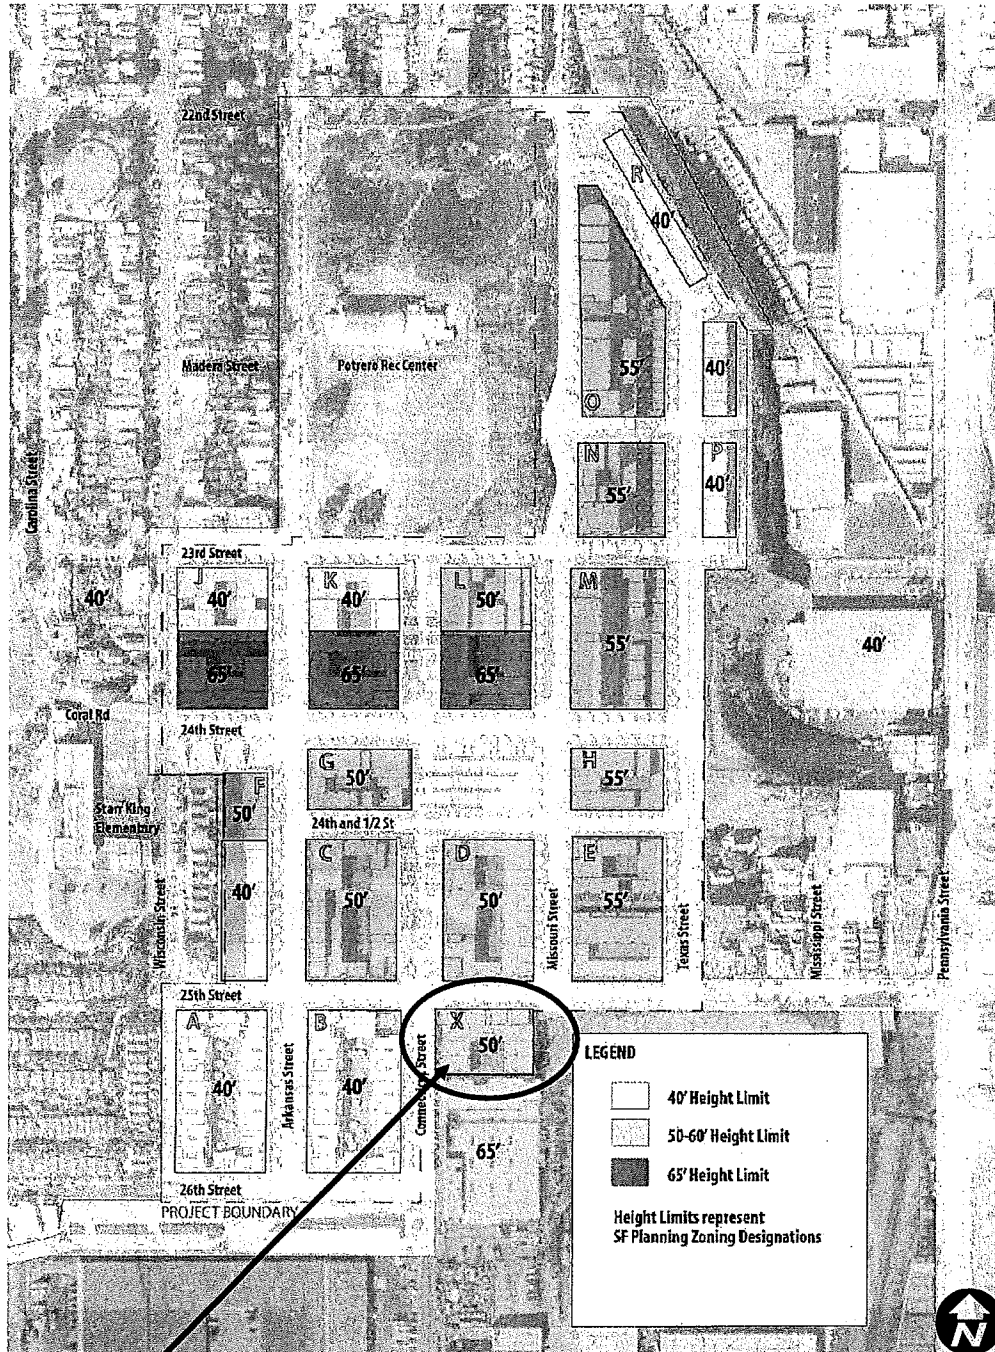 22nd Street
R
40'
Madera Street
Potrero Rec Center
55'
40'
O
Carolina Street
N
P
55'
40'
23rd Street
J
K
L
M
40'
40'
40'
50'
55'
40'
65'
65'
65'
Coral Rd
24th Street
G
H
F
50'
55'
Starr King
Elementary
50'
24th and 1/2 St
C
D
E
40'
50'
50'
55'
Wisconsin Street
Missouri Street
Texas Street
Mississippi Street
Pennsylvania Street
25th Street
A
B
X
50'
40'
40'
Arkansas Street
Connecticut Street
65'
26th Street
PROJECT BOUNDARY
LEGEND
40' Height Limit
50-60' Height Limit
65' Height Limit
Height Limits represent
SF Planning Zoning Designations
N